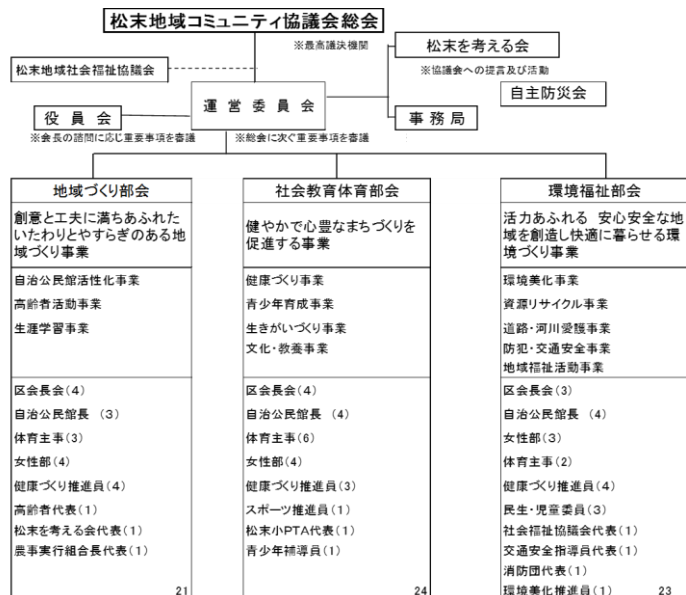 松末地域コミュニティ協議会総会
※最高議決機関
松末を考える会
※協議会への提言及び活動
松末地域社会福祉協議会
自主防災会
運営委員会
役員会
事務局
※会長の諮問に応じ重要事項を審議
※総会に次ぐ重要事項を審議
地域づくり部会
創意と工夫に満ちあふれた
いたわりとやすらぎのある地
域づくり事業
自治公民館活性化事業
高齢者活動事業
生涯学習事業
区会長会(4)
自治公民館長 (3)
体育主事(3)
女性部(4)
健康づくり推進員(4)
高齢者代表(1)
松末を考える会代表(1)
農事実行組合長代表(1)
21
社会教育体育部会
健やかで心豊なまちづくりを
促進する事業
健康づくり事業
青少年育成事業
生きがいづくり事業
文化・教養事業
区会長会(4)
自治公民館長 (4)
体育主事(6)
女性部(4)
健康づくり推進員(3)
スポーツ推進員(1)
松末小PTA代表(1)
青少年補導員(1)
24
環境福祉部会
活力あふれる 安心安全な地
域を創造し快適に暮らせる環
境づくり事業
環境美化事業
資源リサイクル事業
道路・河川愛護事業
防犯・交通安全事業
地域福祉活動事業
区会長会(3)
自治公民館長 (4)
女性部(3)
体育主事(2)
健康づくり推進員(4)
民生・児童委員(3)
社会福祉協議会代表(1)
交通安全指導員代表(1)
消防団代表(1)
環境美化推進員(1)
23